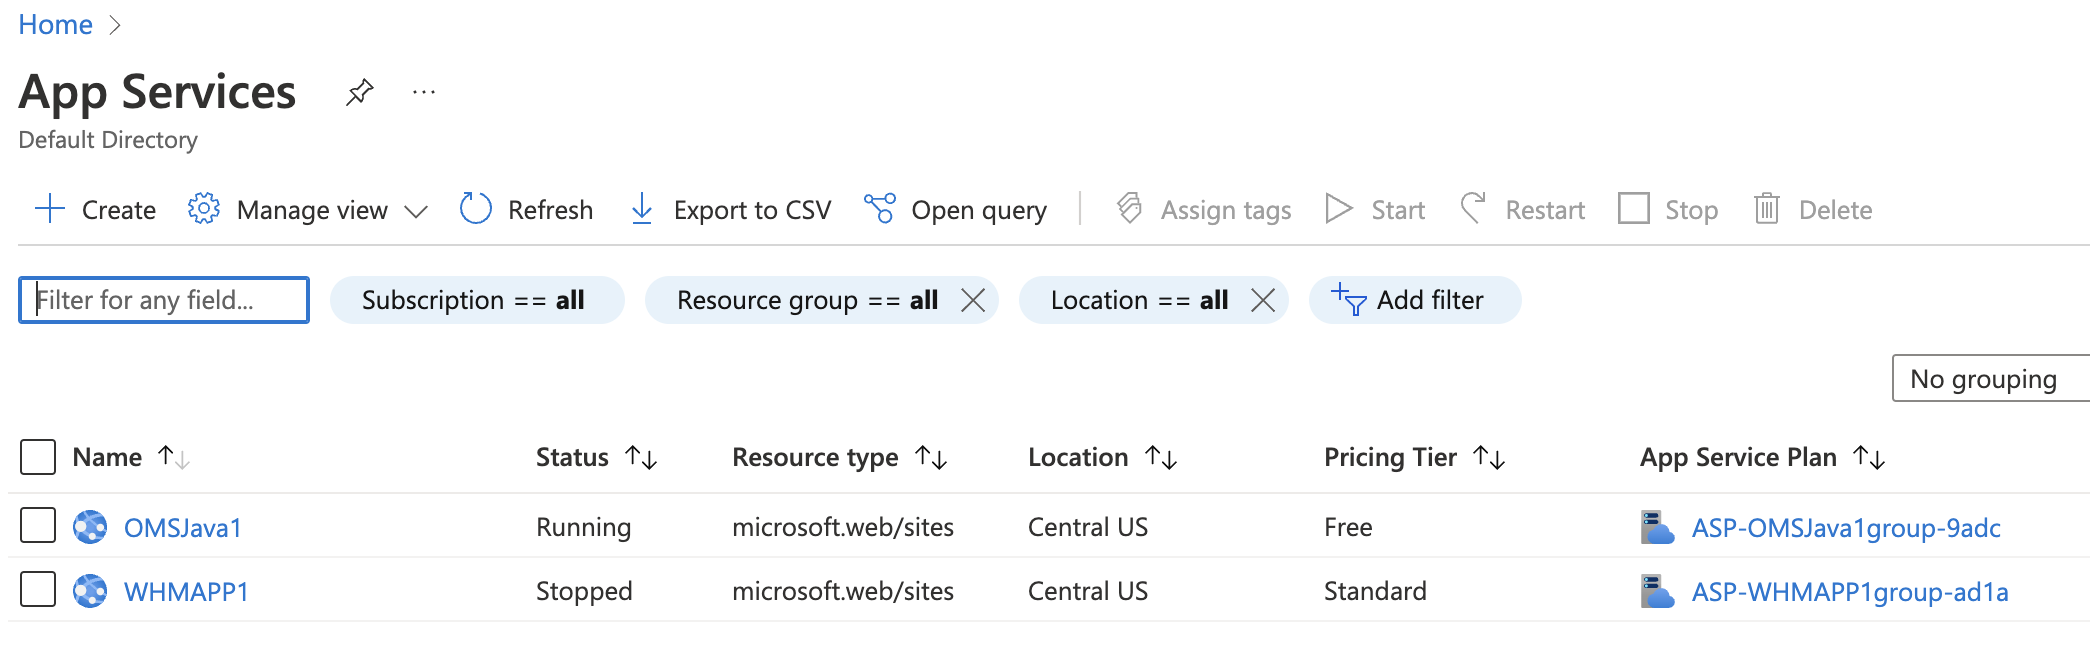 Home
App Services
Default Directory
Create Manage view Refresh Export to CSV Open query Assign tags Start Restart Stop Delete
Filter for any field... Subscription == all Resource group == all Location == all Add filter
No grouping
Name Status Resource type Location Pricing Tier App Service Plan
OMSJava1 Running microsoft.web/sites Central US Free ASP-OMSJava1group-9adc
WHMAPP1 Stopped microsoft.web/sites Central US Standard ASP-WHMAPP1group-ad1a